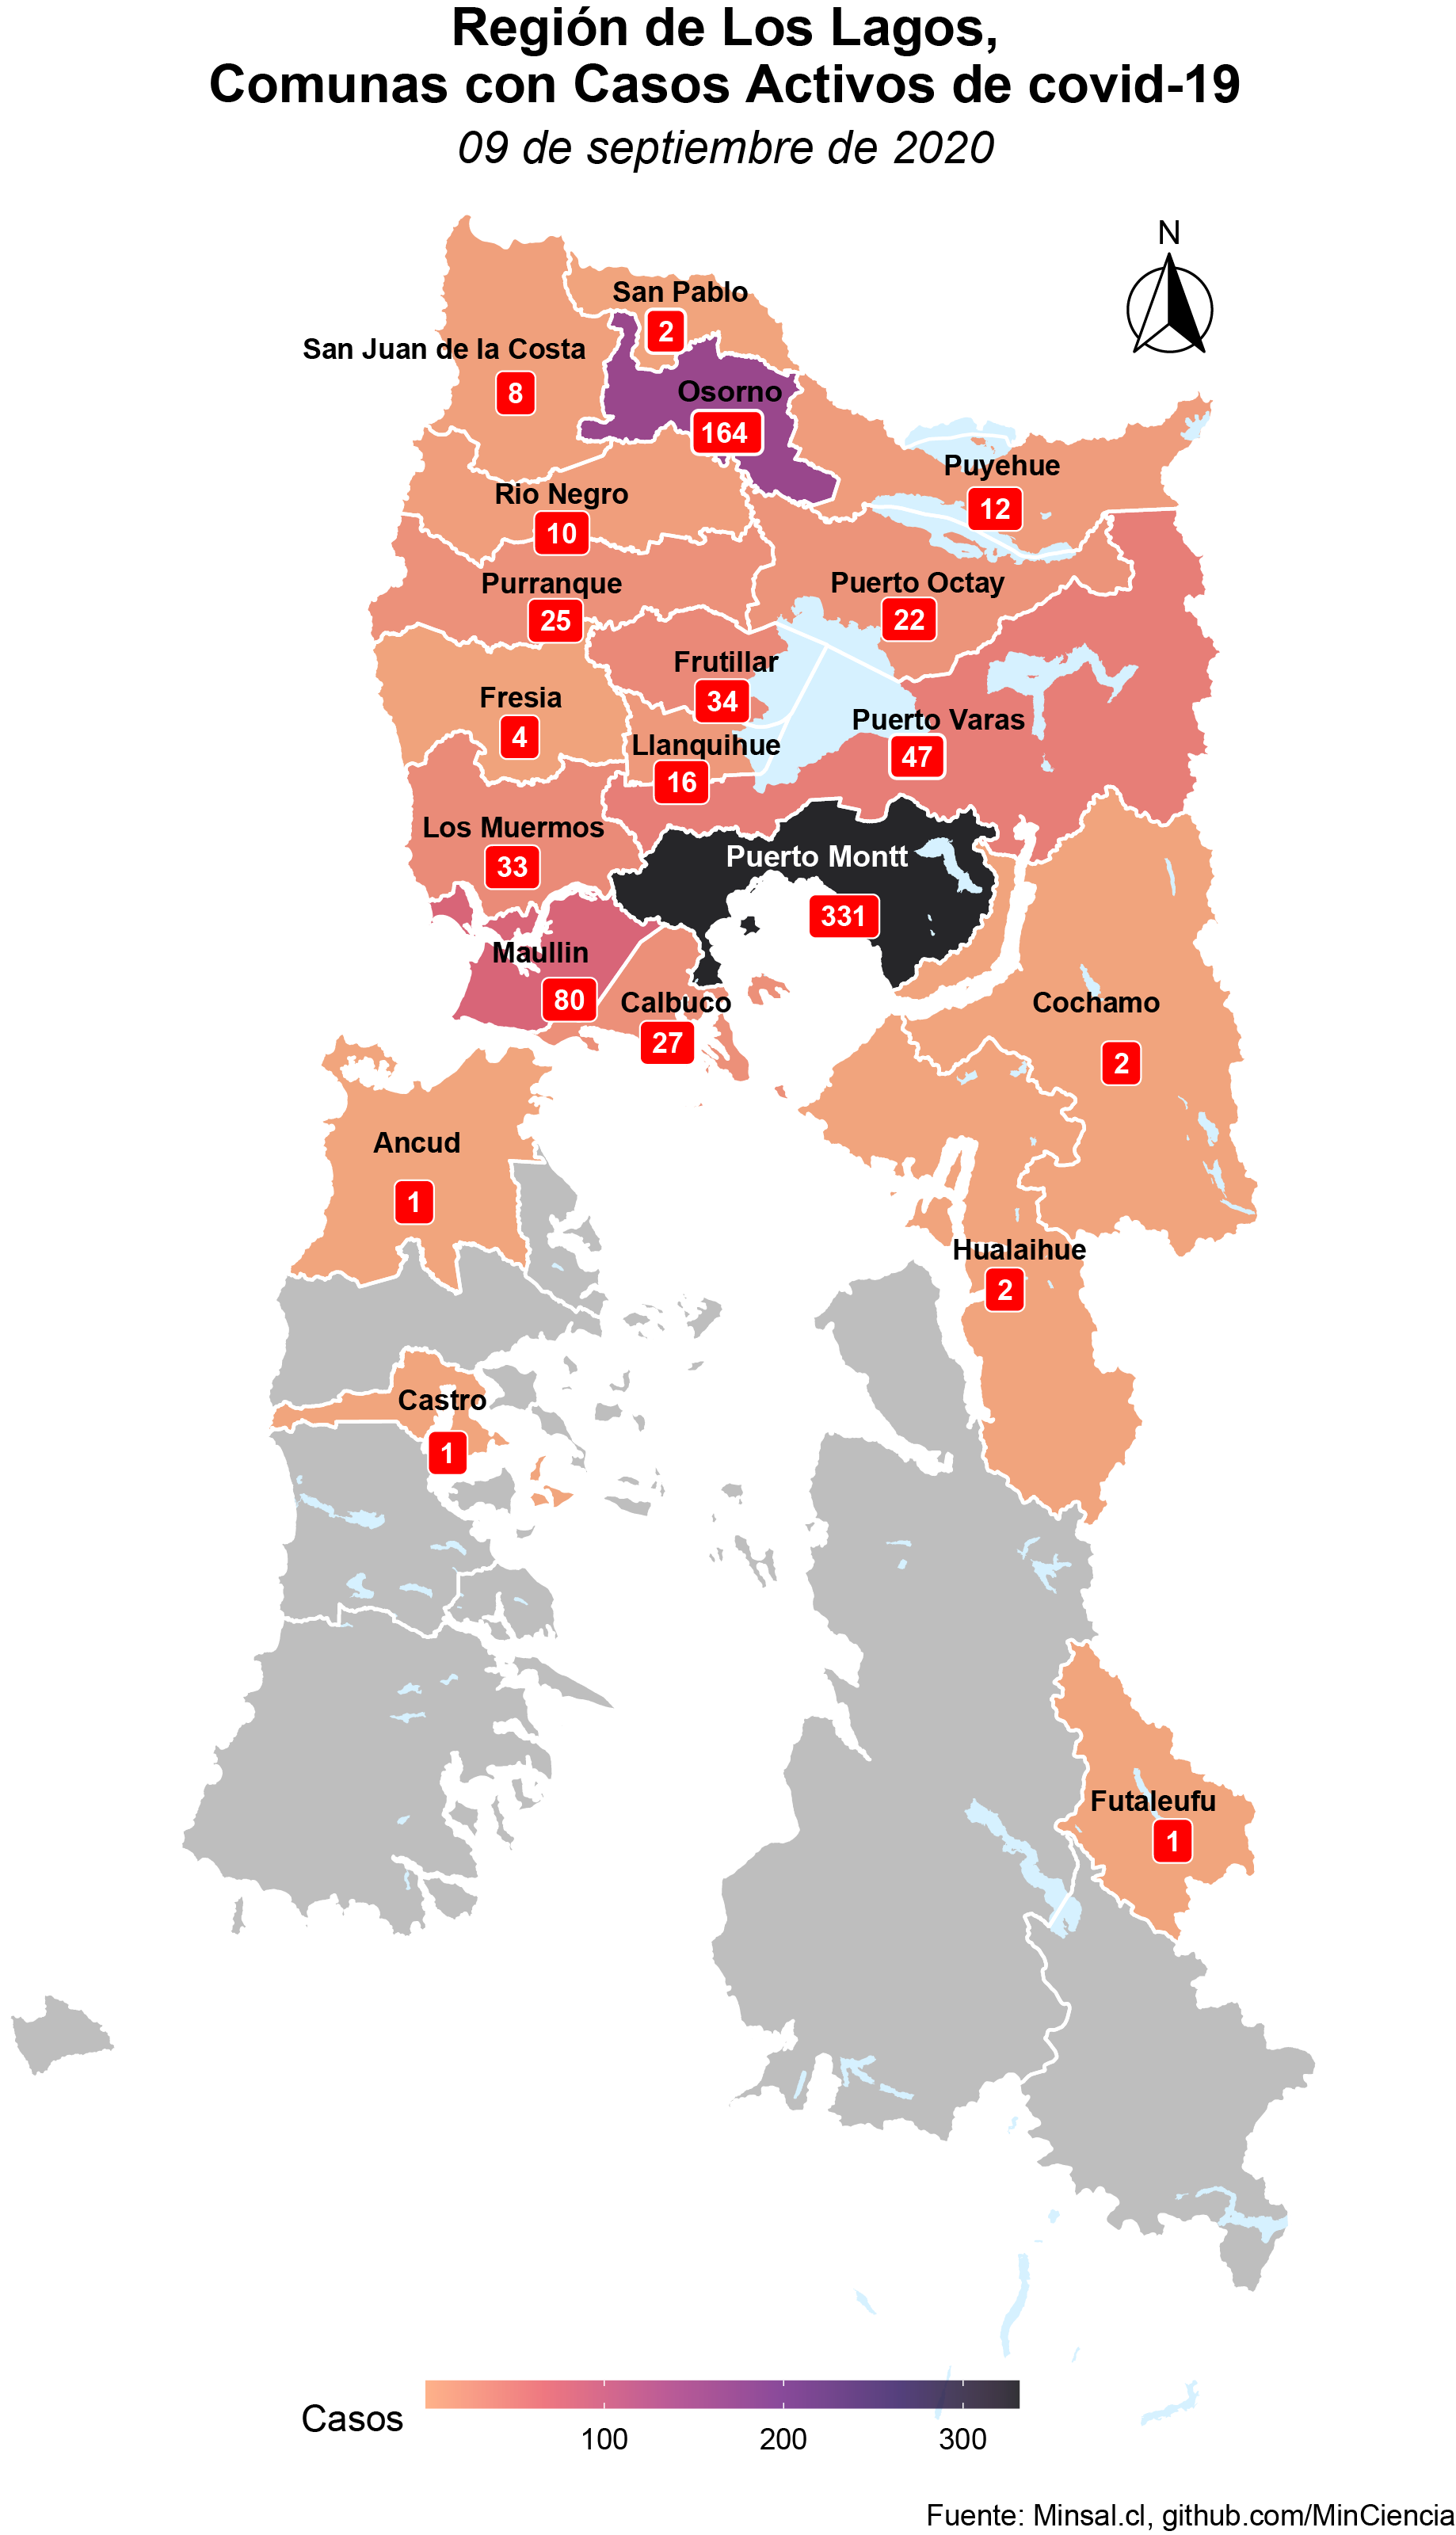 Región de Los Lagos,
Comunas con Casos Activos de covid-19
09 de septiembre de 2020
N
San Pablo
2
San Juan de la Costa
8
Osorno
164
Puyehue
12
Rio Negro
10
Purranque
25
Puerto Octay
22
Frutillar
34
Fresia
4
Puerto Varas
47
Llanquihue
16
Los Muermos
33
Puerto Montt
331
Maullin
80
Calbuco
27
Cochamo
2
Ancud
1
Hualaihue
2
Castro
1
Futaleufu
1
Casos
100 200 300
Fuente: Minsal.cl, github.com/MinCiencia